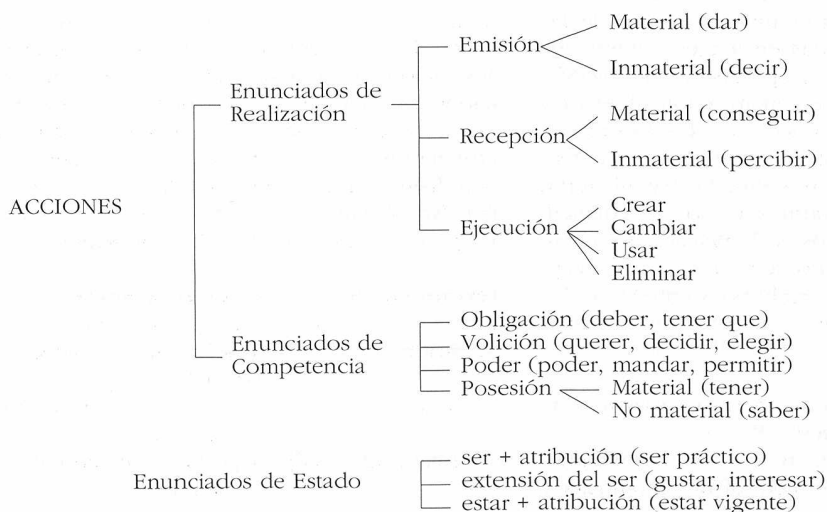 Material (dar)
Emisión
Inmaterial (decir)
Enunciados de
Realización
Material (conseguir)
Recepción
Inmaterial (percibir)
ACCIONES
Crear
Ejecución
Cambiar
Usar
Eliminar
Enunciados de
Competencia
Obligación (deber, tener que)
Volición (querer, decidir, elegir)
Poder (poder, mandar, permitir)
Posesión
Material (tener)
No material (saber)
Enunciados de Estado
ser + atribución (ser práctico)
extensión del ser (gustar, interesar)
estar + atribución (estar vigente)